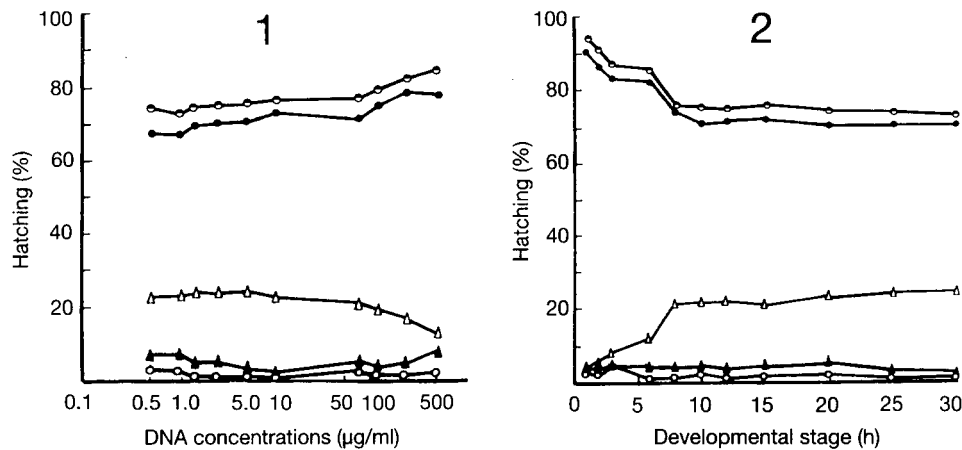 1
100
80
60
40
20
Hatching (%)
0.1 0.5 1.0 5.0 10 50 100 500
DNA concentrations (μg/ml)
2
100
80
60
40
20
0
Hatching (%)
0 5 10 15 20 25 30
Developmental stage (h)